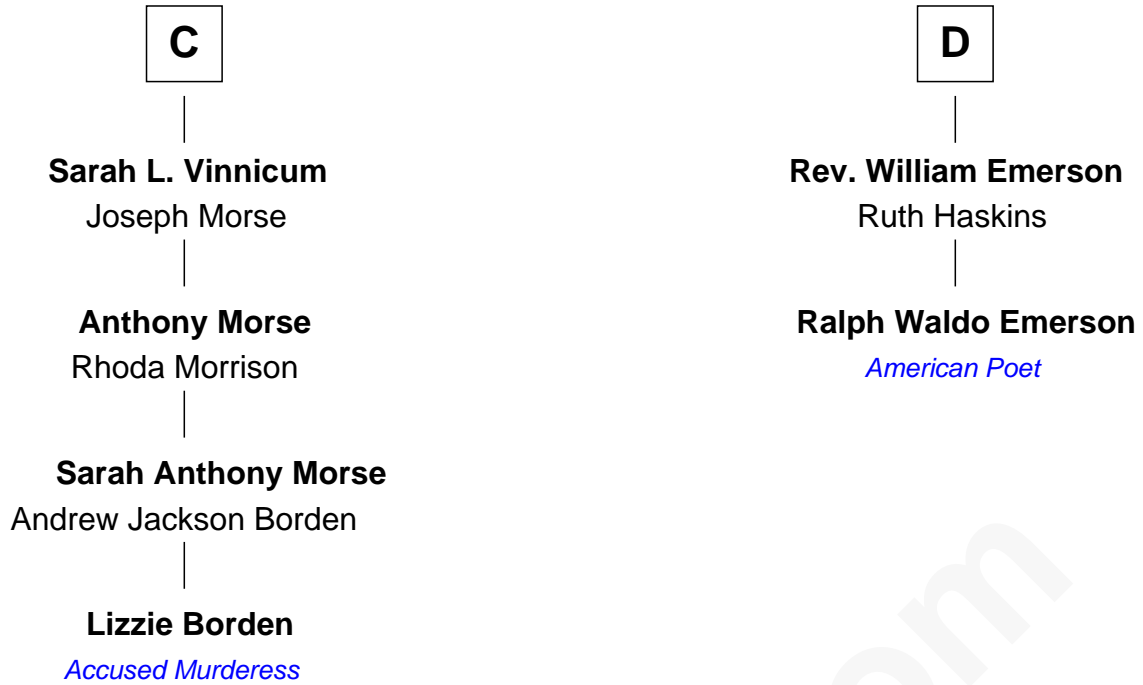 C
Sarah L. Vinnicum
Joseph Morse
Anthony Morse
Rhoda Morrison
Sarah Anthony Morse
Andrew Jackson Borden
Lizzie Borden
Accused Murderess
D
Rev. William Emerson
Ruth Haskins
Ralph Waldo Emerson
American Poet
om